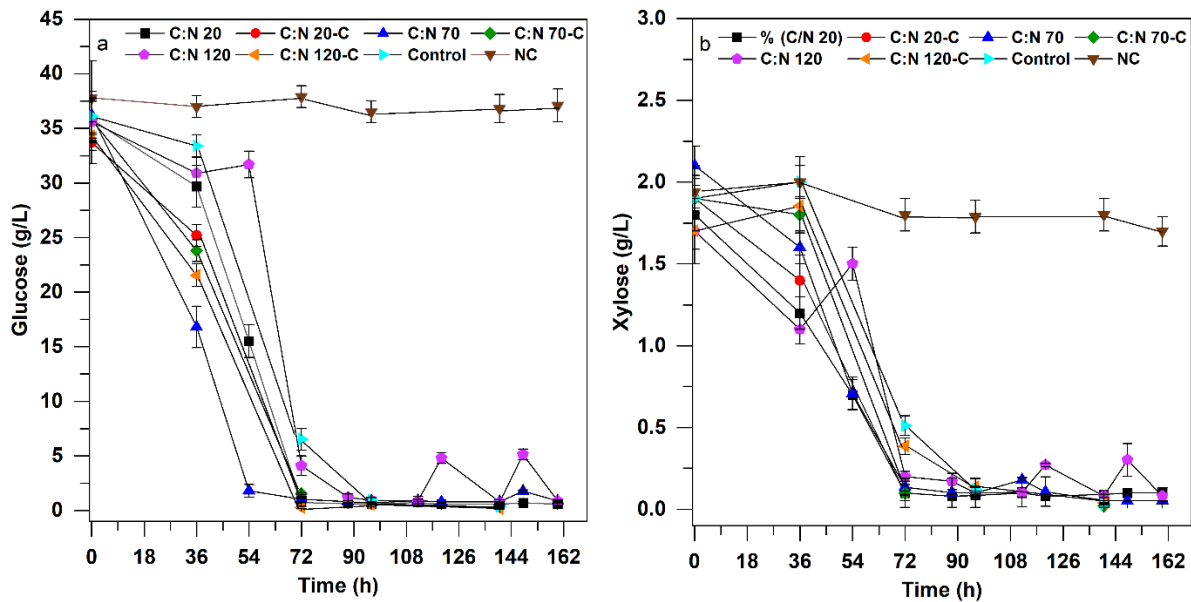 a
C:N 20 C:N 20-C C:N 70 C:N 70-C
C:N 120 C:N 120-C Control NC
45
40
35
30
25
20
15
10
5
0
Glucose (g/L)
0 18 36 54 72 90 108 126 144 162
Time (h)
b
% (C/N 20) C:N 20-C C:N 70 C:N 70-C
C:N 120 C:N 120-C Control NC
3.0
2.5
2.0
1.5
1.0
0.5
0.0
Xylose (g/L)
0 18 36 54 72 90 108 126 144 162
Time (h)